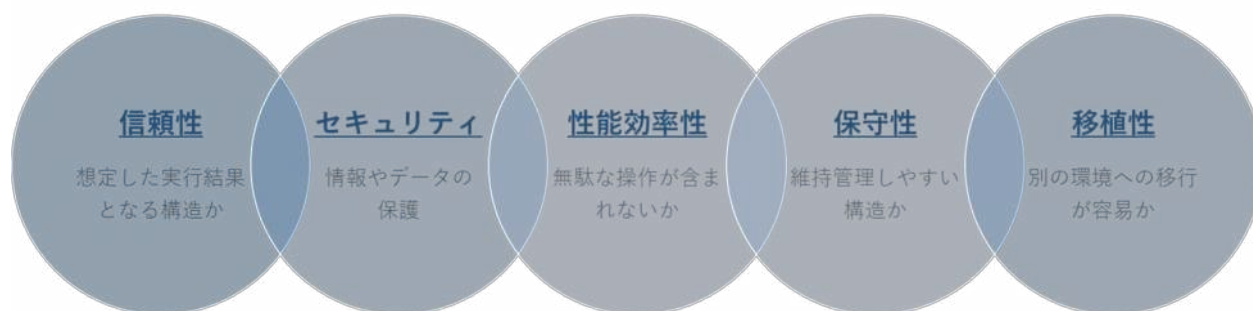 信頼性
想定した実行結果
となる構造か
セキュリティ
情報やデータの
保護
性能効率性
無駄な操作が含ま
れないか
保守性
維持管理しやすい
構造か
移植性
別の環境への移行
が容易か